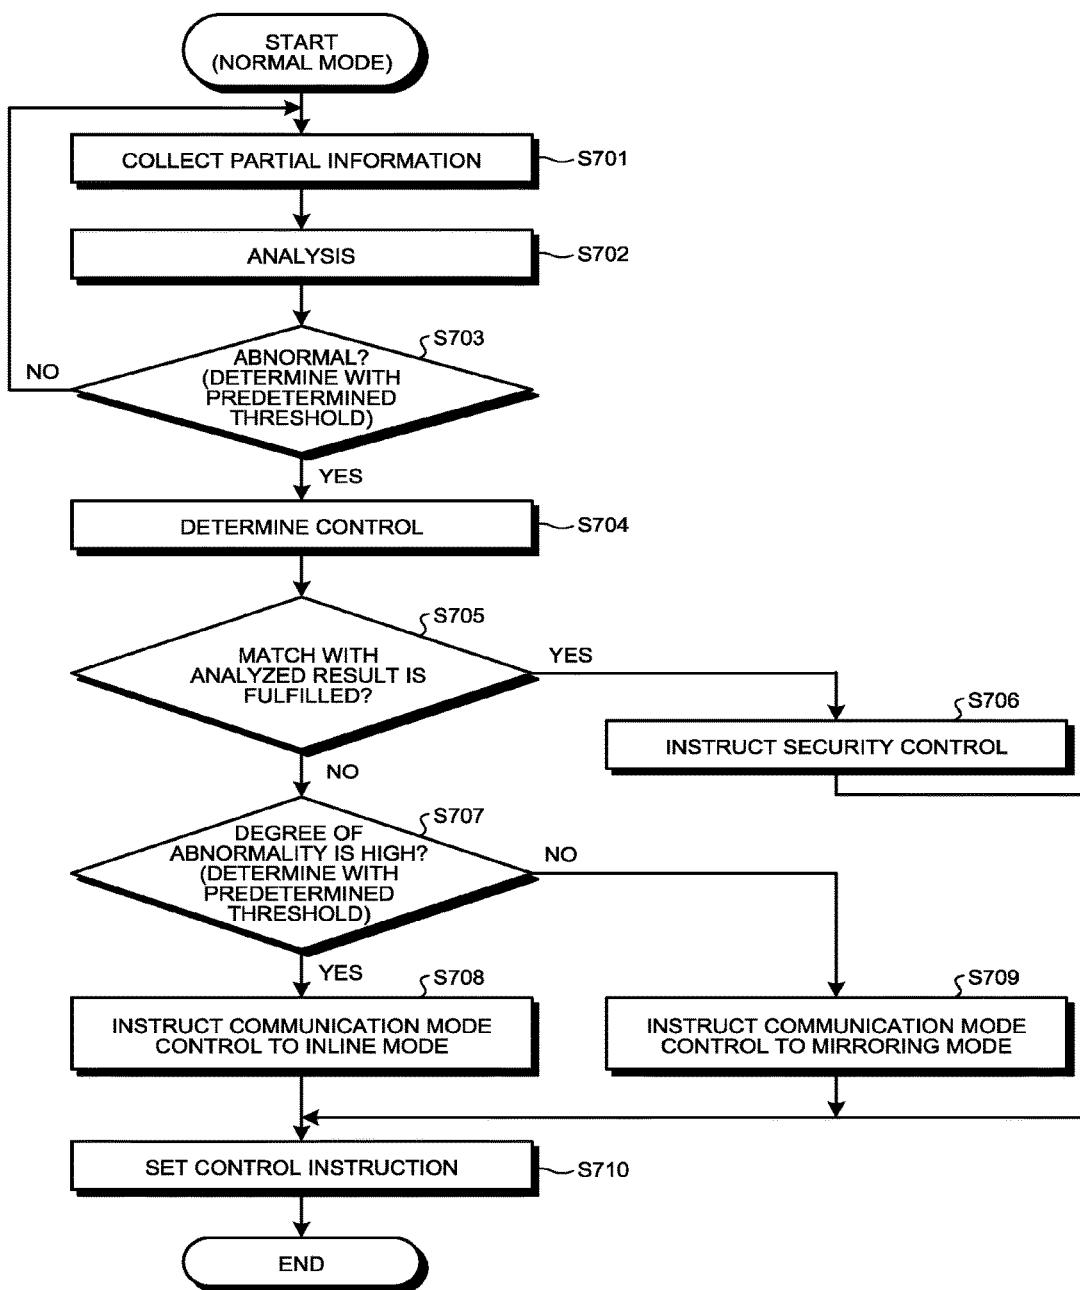 START
(NORMAL MODE)
COLLECT PARTIAL INFORMATION
S701
ANALYSIS
S702
S703
ABNORMAL?
(DETERMINE WITH
PREDETERMINED
THRESHOLD)
NO
YES
DETERMINE CONTROL
S704
S705
MATCH WITH
ANALYZED RESULT IS
FULFILLED?
YES
S706
INSTRUCT SECURITY CONTROL
NO
S707
DEGREE OF
ABNORMALITY IS HIGH?
(DETERMINE WITH
PREDETERMINED
THRESHOLD)
NO
YES
S708
INSTRUCT COMMUNICATION MODE
CONTROL TO INLINE MODE
S709
INSTRUCT COMMUNICATION MODE
CONTROL TO MIRRORING MODE
SET CONTROL INSTRUCTION
S710
END